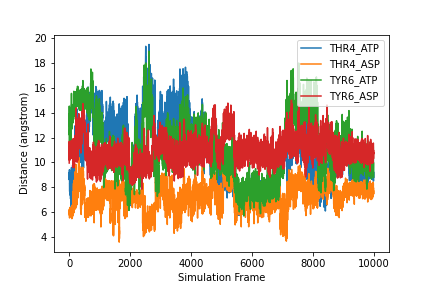 20
18
16
14
12
10
8
6
4
Distance (angstrom)
0
2000
4000
6000
8000
10000
Simulation Frame
THR4_ATP
THR4_ASP
TYR6_ATP
TYR6_ASP